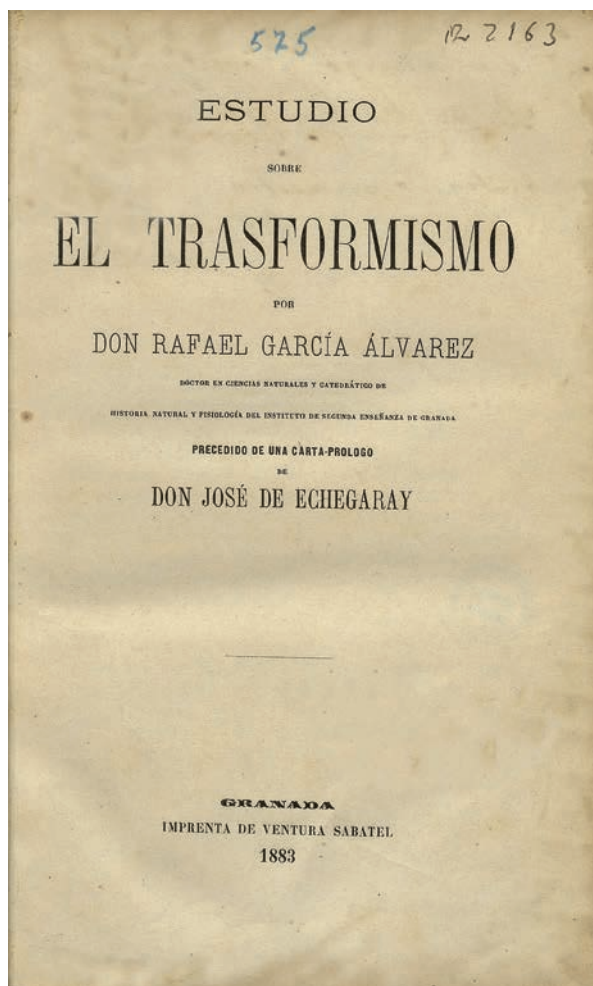 575 R 2163
ESTUDIO
SOBRE
EL TRASFORMISMO
POR
DON RAFAEL GARCÍA ÁLVAREZ
DOCTOR EN CIENCIAS NATURALES Y CATEDRÁTICO DE
HISTORIA NATURAL Y FISIOLOGÍA DEL INSTITUTO DE SEGUNDA ENSEÑANZA DE GRANADA
PRECEDIDO DE UNA CARTA-PROLOGO
DE
DON JOSÉ DE ECHEGARAY
GRANADA
IMPRENTA DE VENTURA SABATEL
1883